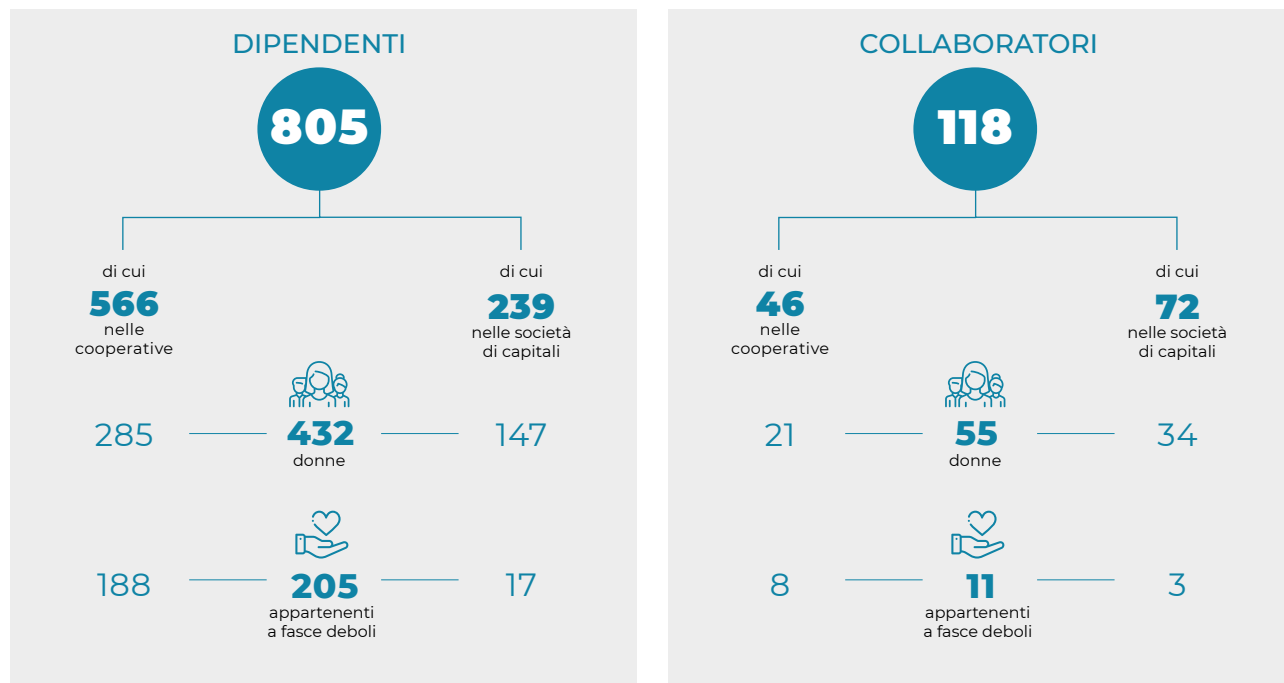 DIPENDENTI
805
di cui
566
nelle
cooperative
di cui
239
nelle società
di capitali
285
432
donne
147
188
205
appartenenti
a fasce deboli
17
COLLABORATORI
118
di cui
46
nelle
cooperative
di cui
72
nelle società
di capitali
21
55
donne
34
8
11
appartenenti
a fasce deboli
3